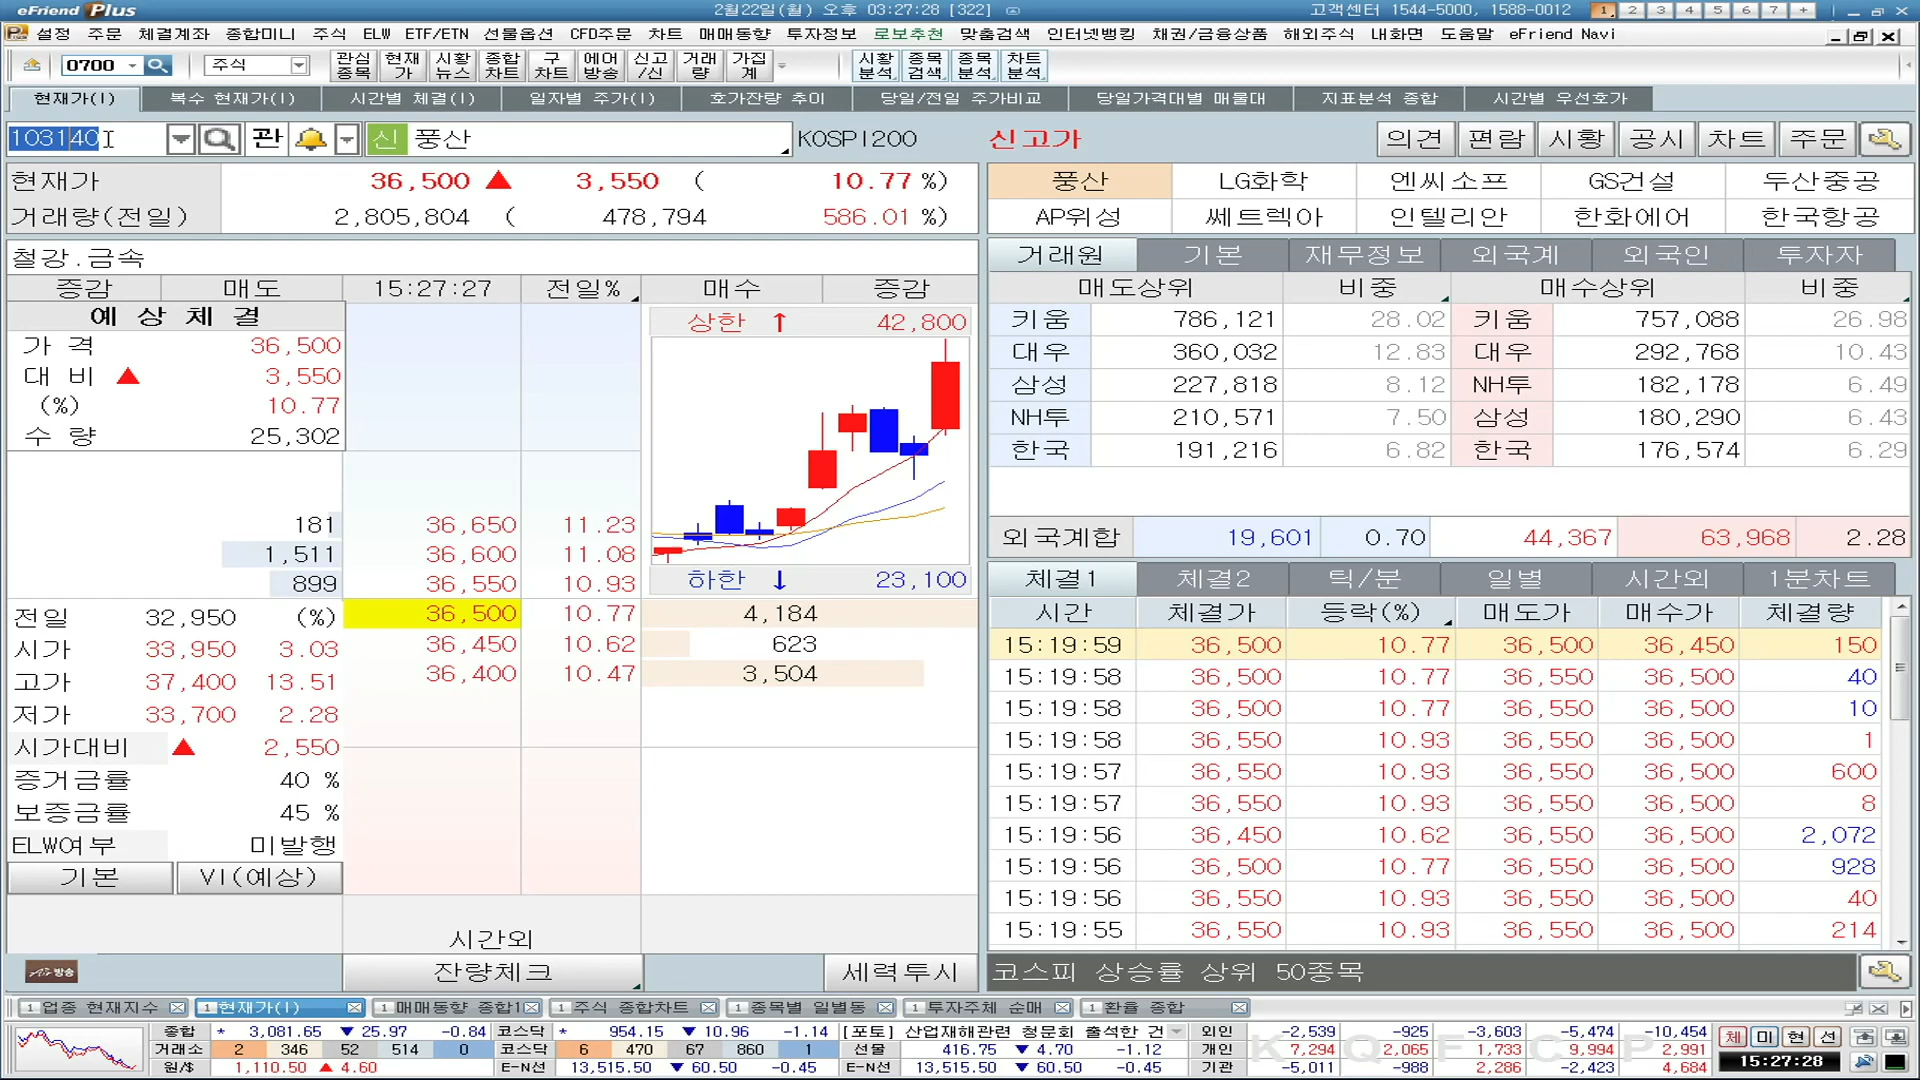 eFriend Plus 2월22일(월) 오후 03:27:28 [322] 고객센터 1544-5000, 1588-0012 1 2 3 4 5 6 7 +
설정 주문 체결계좌 종합미니 주식 ELW ETF/ETN 선물옵션 CFD주문 차트 매매동향 투자정보 로보추천 맞춤검색 인터넷뱅킹 채권/금융상품 해외주식 내화면 도움말 eFriend Navi
0700 주식 관심종목 현재가 시황뉴스 종합차트 구차트 에어방송 신고/신 거래량 가집계 시황분석 종목검색 종목분석 차트분석
현재가(I) 복수 현재가(I) 시간별 체결(I) 일자별 주가(I) 호가잔량 추이 당일/전일 주가비교 당일가격대별 매물대 지표분석 종합 시간별 우선호가
103140 관 신 풍산 KOSPI200 신고가 의견 편람 시황 공시 차트 주문
현재가 36,500 ▲ 3,550 ( 10.77 %)
거래량(전일) 2,805,804 ( 478,794 586.01 %)
풍산 LG화학 엔씨소프 GS건설 두산중공
AP위성 쎄트렉아 인텔리안 한화에어 한국항공
철강.금속
증감 매도 15:27:27 전일% 매수 증감
예 상 체 결
가 격 36,500
대 비 ▲ 3,550
(%) 10.77
수 량 25,302
상한 ↑ 42,800
하한 ↓ 23,100
181 36,650 11.23
1,511 36,600 11.08
899 36,550 10.93
36,500 10.77 4,184
36,450 10.62 623
36,400 10.47 3,504
전일 32,950 (%)
시가 33,950 3.03
고가 37,400 13.51
저가 33,700 2.28
시가대비 ▲ 2,550
증거금률 40 %
보증금률 45 %
ELW여부 미발행
기본 VI(예상)
시간외
방송 잔량체크 세력투시
거래원 기본 재무정보 외국계 외국인 투자자
매도상위 비중 매수상위 비중
키움 786,121 28.02 키움 757,088 26.98
대우 360,032 12.83 대우 292,768 10.43
삼성 227,818 8.12 NH투 182,178 6.49
NH투 210,571 7.50 삼성 180,290 6.43
한국 191,216 6.82 한국 176,574 6.29
외국계합 19,601 0.70 44,367 63,968 2.28
체결1 체결2 틱/분 일별 시간외 1분차트
시간 체결가 등락(%) 매도가 매수가 체결량
15:19:59 36,500 10.77 36,500 36,450 150
15:19:58 36,500 10.77 36,550 36,500 40
15:19:58 36,500 10.77 36,550 36,500 10
15:19:58 36,550 10.93 36,550 36,500 1
15:19:57 36,550 10.93 36,550 36,500 600
15:19:57 36,550 10.93 36,550 36,500 8
15:19:56 36,450 10.62 36,550 36,500 2,072
15:19:56 36,500 10.77 36,550 36,500 928
15:19:56 36,550 10.93 36,550 36,500 40
15:19:55 36,550 10.93 36,550 36,500 214
코스피 상승률 상위 50종목
1 업종 현재지수 1 현재가(I) 1 매매동향 종합1 1 주식 종합차트 1 종목별 일별동 1 투자주체 순매 1 환율 종합
종합 * 3,081.65 ▼ 25.97 -0.84 코스닥 * 954.15 ▼ 10.96 -1.14 [포토] 산업재해관련 청문회 출석한 건 외인 -2,539 -925 -3,603 -5,474 -10,454 체 미 현 선
거래소 2 346 52 514 0 코스닥 6 470 67 860 1 선물 416.75 ▼ 4.70 -1.12 개인 7,294 2,065 1,733 9,994 2,991
원/$ 1,110.50 ▲ 4.60 E-N선 13,515.50 ▼ 60.50 -0.45 E-N선 13,515.50 ▼ 60.50 -0.45 기관 -5,011 -988 2,286 -2,423 4,684 15:27:28